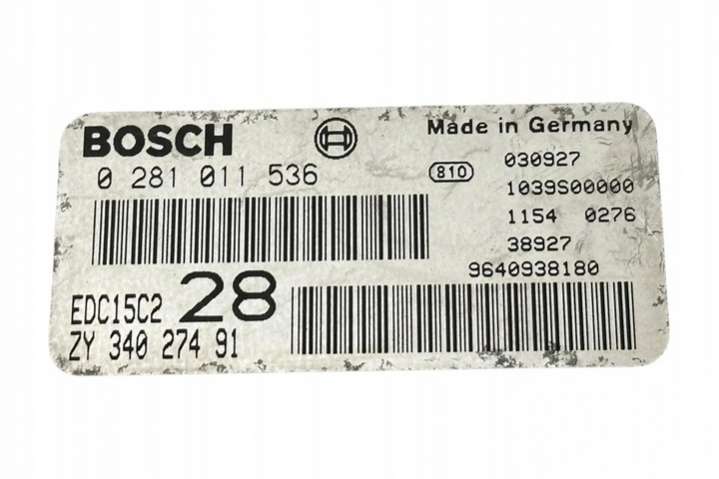 BOSCH
Made in Germany
0 281 011 536
810
030927
1039S00000
1154 0276
38927
9640938180
EDC15C2 28
ZY 340 274 91